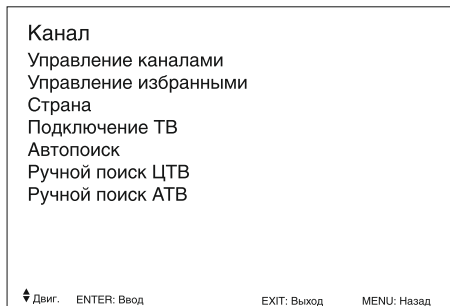 Канал
Управление каналами
Управление избранными
Страна
Подключение ТВ
Автопоиск
Ручной поиск ЦТВ
Ручной поиск АТВ
Двиг. ENTER: Ввод EXIT: Выход MENU: Назад